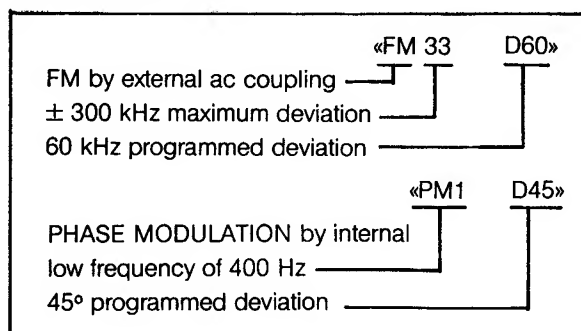 «FM 33 D60»
FM by external ac coupling
± 300 kHz maximum deviation
60 kHz programmed deviation
«PM1 D45»
PHASE MODULATION by internal
low frequency of 400 Hz
45º programmed deviation